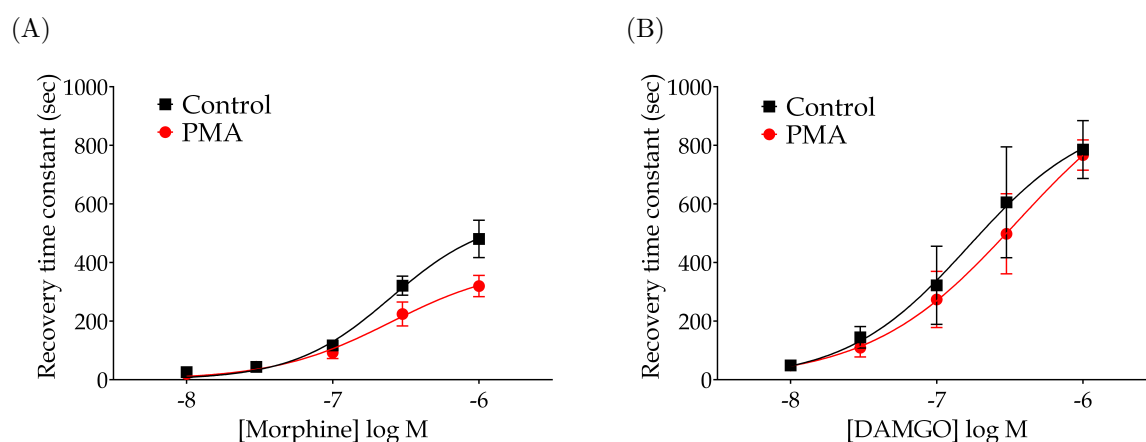 (A)
Recovery time constant (sec)
1000
800
600
400
200
0
Control
PMA
-8
-7
-6
[Morphine] log M
(B)
Recovery time constant (sec)
1000
800
600
400
200
0
Control
PMA
-8
-7
-6
[DAMGO] log M